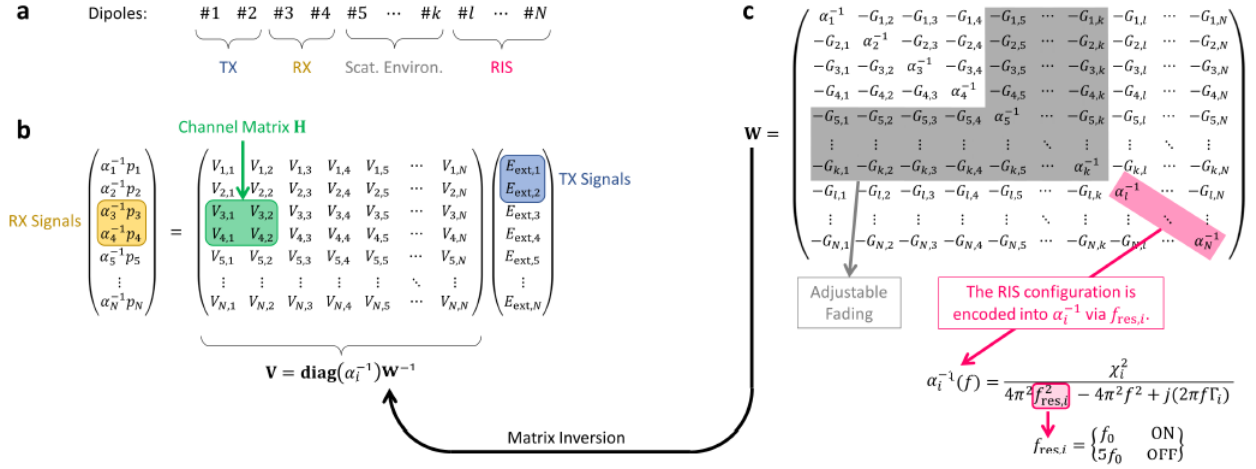 a
Dipoles: #1 #2 #3 #4 #5 ⋯ #k #l ⋯ #N
TX RX Scat. Environ. RIS
b
Channel Matrix H
RX Signals
α₁⁻¹p₁
α₂⁻¹p₂
α₃⁻¹p₃
α₄⁻¹p₄
α₅⁻¹p₅
⋮
α_N⁻¹p_N
=
V₁,₁ V₁,₂ V₁,₃ V₁,₄ V₁,₅ ⋯ V₁,N
V₂,₁ V₂,₂ V₂,₃ V₂,₄ V₂,₅ ⋯ V₂,N
V₃,₁ V₃,₂ V₃,₃ V₃,₄ V₃,₅ ⋯ V₃,N
V₄,₁ V₄,₂ V₄,₃ V₄,₄ V₄,₅ ⋯ V₄,N
V₅,₁ V₅,₂ V₅,₃ V₅,₄ V₅,₅ ⋯ V₅,N
⋮ ⋮ ⋮ ⋮ ⋮ ⋱ ⋮
V_N,₁ V_N,₂ V_N,₃ V_N,₄ V_N,₅ ⋯ V_N,N
E_ext,1
E_ext,2
E_ext,3
E_ext,4
E_ext,5
⋮
E_ext,N
TX Signals
V = diag(α_i⁻¹)W⁻¹
Matrix Inversion
c
W =
α₁⁻¹ −G₁,₂ −G₁,₃ −G₁,₄ −G₁,₅ ⋯ −G₁,k −G₁,l ⋯ −G₁,N
−G₂,₁ α₂⁻¹ −G₂,₃ −G₂,₄ −G₂,₅ ⋯ −G₂,k −G₂,l ⋯ −G₂,N
−G₃,₁ −G₃,₂ α₃⁻¹ −G₃,₄ −G₃,₅ ⋯ −G₃,k −G₃,l ⋯ −G₃,N
−G₄,₁ −G₄,₂ −G₄,₃ α₄⁻¹ −G₄,₅ ⋯ −G₄,k −G₄,l ⋯ −G₄,N
−G₅,₁ −G₅,₂ −G₅,₃ −G₅,₄ α₅⁻¹ ⋯ −G₅,k −G₅,l ⋯ −G₅,N
⋮ ⋮ ⋮ ⋮ ⋮ ⋱ ⋮ ⋮ ⋱ ⋮
−G_k,₁ −G_k,₂ −G_k,₃ −G_k,₄ −G_k,₅ ⋯ α_k⁻¹ −G_k,l ⋯ −G_k,N
−G_l,₁ −G_l,₂ −G_l,₃ −G_l,₄ −G_l,₅ ⋯ −G_l,k α_l⁻¹ ⋯ −G_l,N
⋮ ⋮ ⋮ ⋮ ⋮ ⋱ ⋮ ⋮ ⋱ ⋮
−G_N,₁ −G_N,₂ −G_N,₃ −G_N,₄ −G_N,₅ ⋯ −G_N,k −G_N,l ⋯ α_N⁻¹
Adjustable
Fading
The RIS configuration is
encoded into α_i⁻¹ via f_res,i.
α_i⁻¹(f) = χ_i² / (4π²f²_res,i − 4π²f² + j(2πfΓ_i))
f_res,i = {f₀ ON
5f₀ OFF}